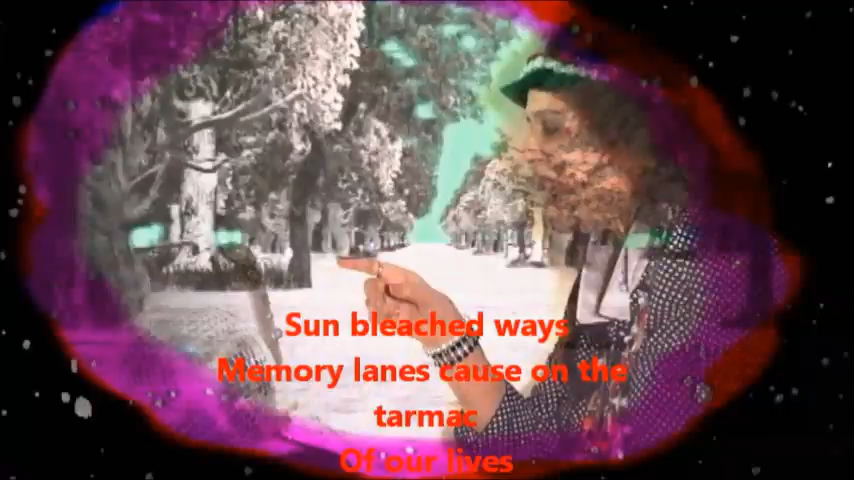 Sun bleached ways
Memory lanes cause on the
tarmac
Of our lives